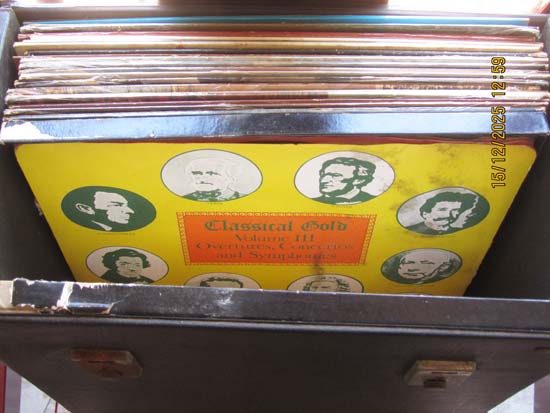 Classical Gold
Volume III
Overtures, Concertos
and Symphonies
15/12/2025 12:59